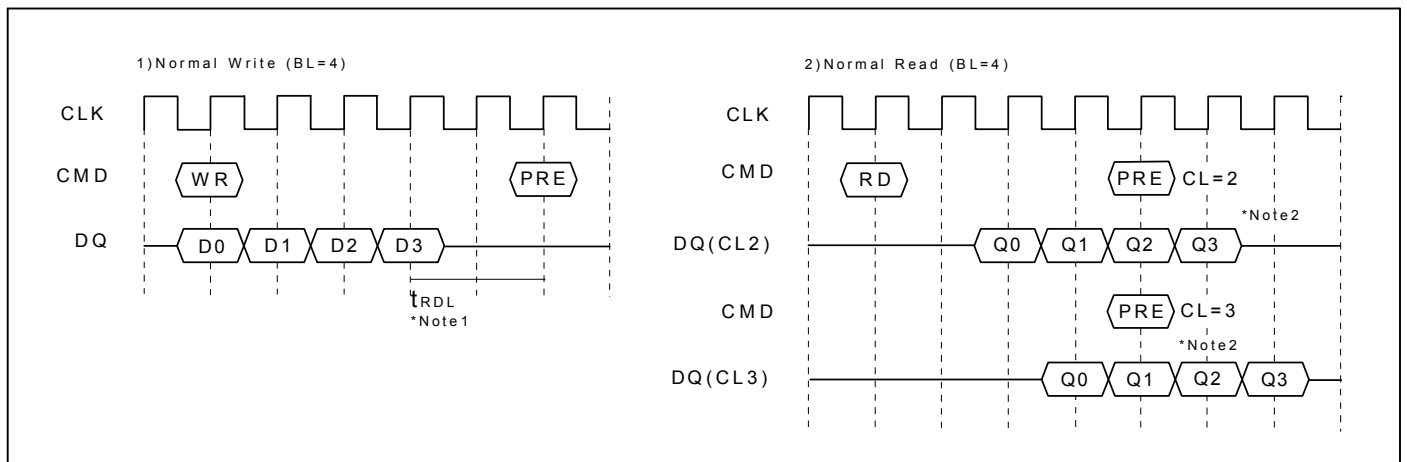 1)Normal Write (BL=4)
CLK
CMD
WR
PRE
DQ
D0
D1
D2
D3
tRDL
*Note1
2)Normal Read (BL=4)
CLK
CMD
RD
PRE
CL=2
*Note2
DQ(CL2)
Q0
Q1
Q2
Q3
CMD
PRE
CL=3
*Note2
DQ(CL3)
Q0
Q1
Q2
Q3